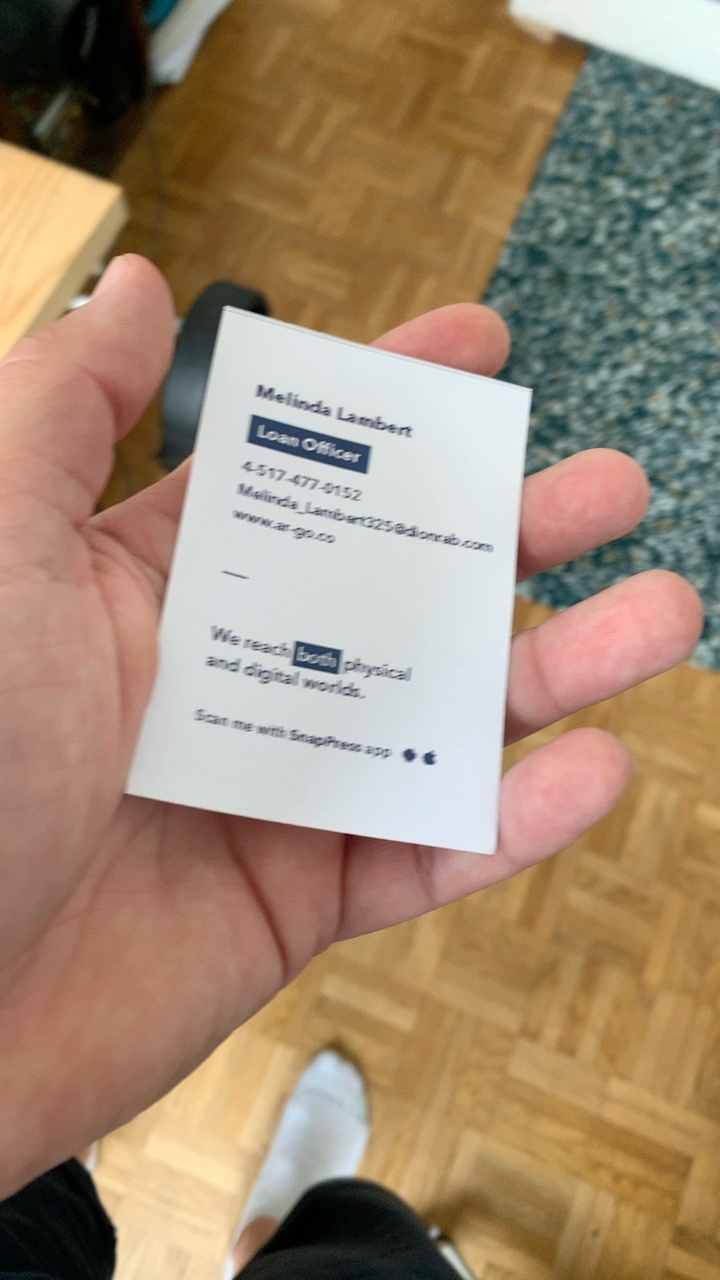 Melinda Lambert
Loan Officer
4-517-477-0152
Melinda_Lambert325@dionrab.com
www.ar-go.co
We reach both physical
and digital worlds.
Scan me with SnapPress app